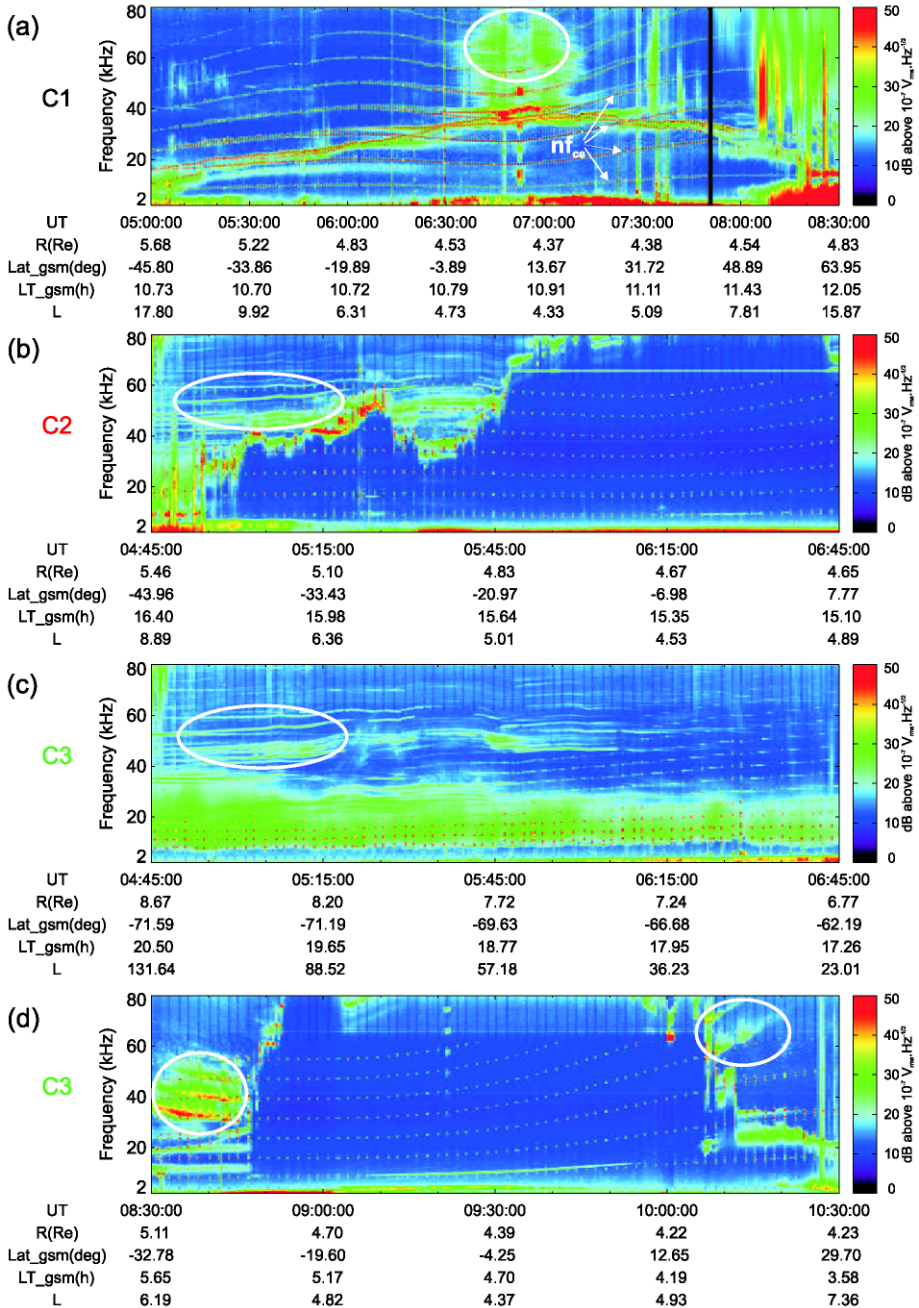 (a)
C1
Frequency (kHz)
80
60
40
20
2
nfce
50
40
30
20
10
0
dB above 10⁻⁷ Vrms.Hz⁻¹/²
UT 05:00:00 05:30:00 06:00:00 06:30:00 07:00:00 07:30:00 08:00:00 08:30:00
R(Re) 5.68 5.22 4.83 4.53 4.37 4.38 4.54 4.83
Lat_gsm(deg) -45.80 -33.86 -19.89 -3.89 13.67 31.72 48.89 63.95
LT_gsm(h) 10.73 10.70 10.72 10.79 10.91 11.11 11.43 12.05
L 17.80 9.92 6.31 4.73 4.33 5.09 7.81 15.87
(b)
C2
Frequency (kHz)
80
60
40
20
2
50
40
30
20
10
0
dB above 10⁻⁷ Vrms.Hz⁻¹/²
UT 04:45:00 05:15:00 05:45:00 06:15:00 06:45:00
R(Re) 5.46 5.10 4.83 4.67 4.65
Lat_gsm(deg) -43.96 -33.43 -20.97 -6.98 7.77
LT_gsm(h) 16.40 15.98 15.64 15.35 15.10
L 8.89 6.36 5.01 4.53 4.89
(c)
C3
Frequency (kHz)
80
60
40
20
2
50
40
30
20
10
0
dB above 10⁻⁷ Vrms.Hz⁻¹/²
UT 04:45:00 05:15:00 05:45:00 06:15:00 06:45:00
R(Re) 8.67 8.20 7.72 7.24 6.77
Lat_gsm(deg) -71.59 -71.19 -69.63 -66.68 -62.19
LT_gsm(h) 20.50 19.65 18.77 17.95 17.26
L 131.64 88.52 57.18 36.23 23.01
(d)
C3
Frequency (kHz)
80
60
40
20
2
50
40
30
20
10
0
dB above 10⁻⁷ Vrms.Hz⁻¹/²
UT 08:30:00 09:00:00 09:30:00 10:00:00 10:30:00
R(Re) 5.11 4.70 4.39 4.22 4.23
Lat_gsm(deg) -32.78 -19.60 -4.25 12.65 29.70
LT_gsm(h) 5.65 5.17 4.70 4.19 3.58
L 6.19 4.82 4.37 4.93 7.36